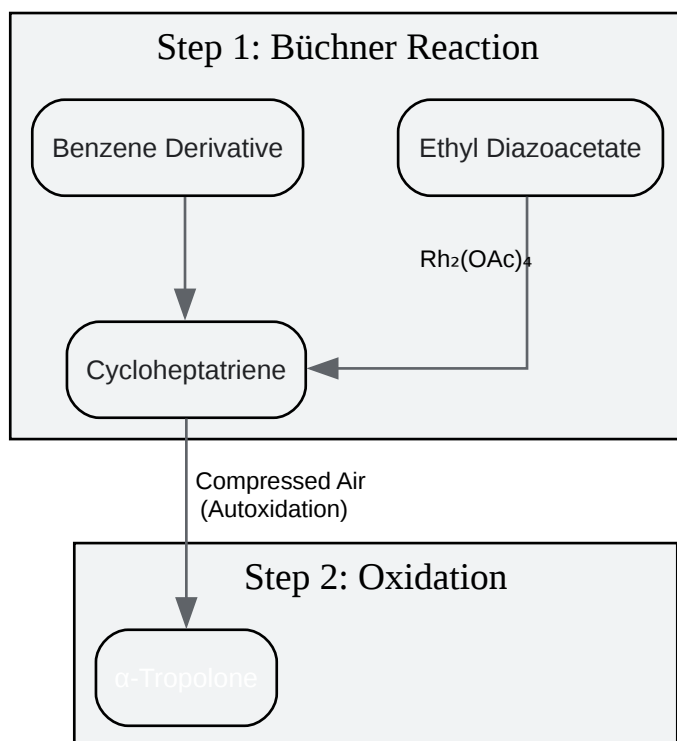 Step 1: Büchner Reaction
Benzene Derivative
Ethyl Diazoacetate
Rh₂(OAc)₄
Cycloheptatriene
Compressed Air
(Autoxidation)
Step 2: Oxidation
α-Tropolone